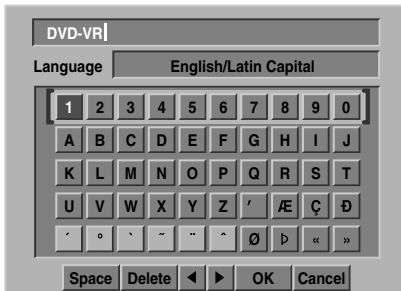 DVD-VR
Language English/Latin Capital
1 2 3 4 5 6 7 8 9 0
A B C D E F G H I J
K L M N O P Q R S T
U V W X Y Z ′ Æ Ç Ð
´ ° ` ˜ ¨ ˆ Ø Þ « »
Space Delete ◀ ▶ OK Cancel